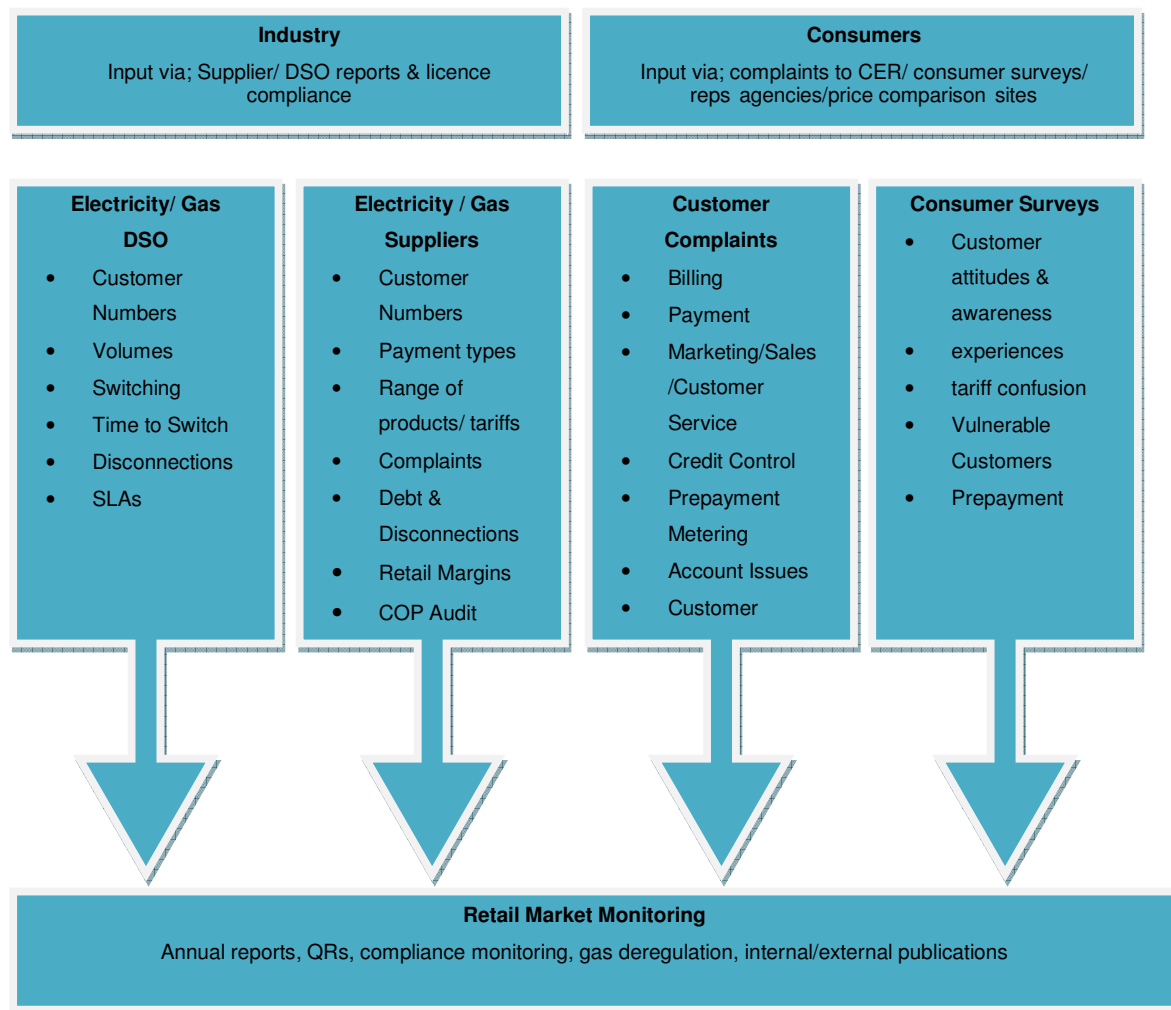 Industry
Input via; Supplier/ DSO reports & licence
compliance
Consumers
Input via; complaints to CER/ consumer surveys/
reps agencies/price comparison sites
Electricity/ Gas
DSO
• Customer
Numbers
• Volumes
• Switching
• Time to Switch
• Disconnections
• SLAs
Electricity / Gas
Suppliers
• Customer
Numbers
• Payment types
• Range of
products/ tariffs
• Complaints
• Debt &
Disconnections
• Retail Margins
• COP Audit
Customer
Complaints
• Billing
• Payment
• Marketing/Sales
/Customer
Service
• Credit Control
• Prepayment
Metering
• Account Issues
• Customer
Consumer Surveys
• Customer
attitudes &
awareness
• experiences
• tariff confusion
• Vulnerable
Customers
• Prepayment
Retail Market Monitoring
Annual reports, QRs, compliance monitoring, gas deregulation, internal/external publications